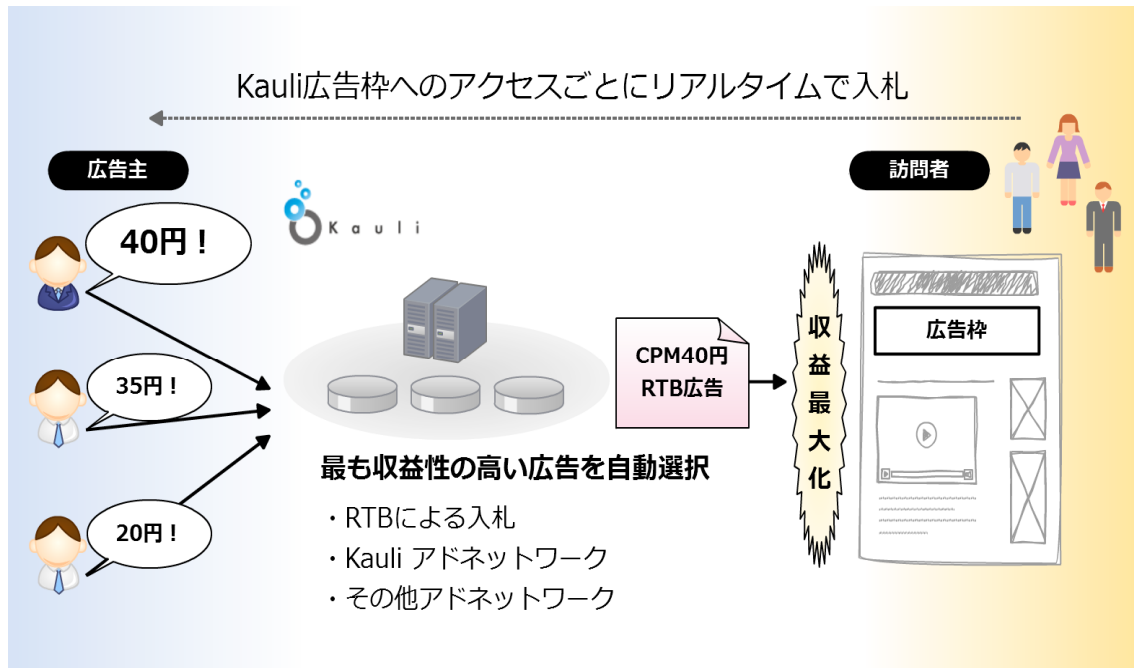 Kauli広告枠へのアクセスごとにリアルタイムで入札
広告主
訪問者
40円！
Kauli
35円！
20円！
CPM40円
RTB広告
収益最大化
広告枠
最も収益性の高い広告を自動選択
・RTBによる入札
・Kauli アドネットワーク
・その他アドネットワーク